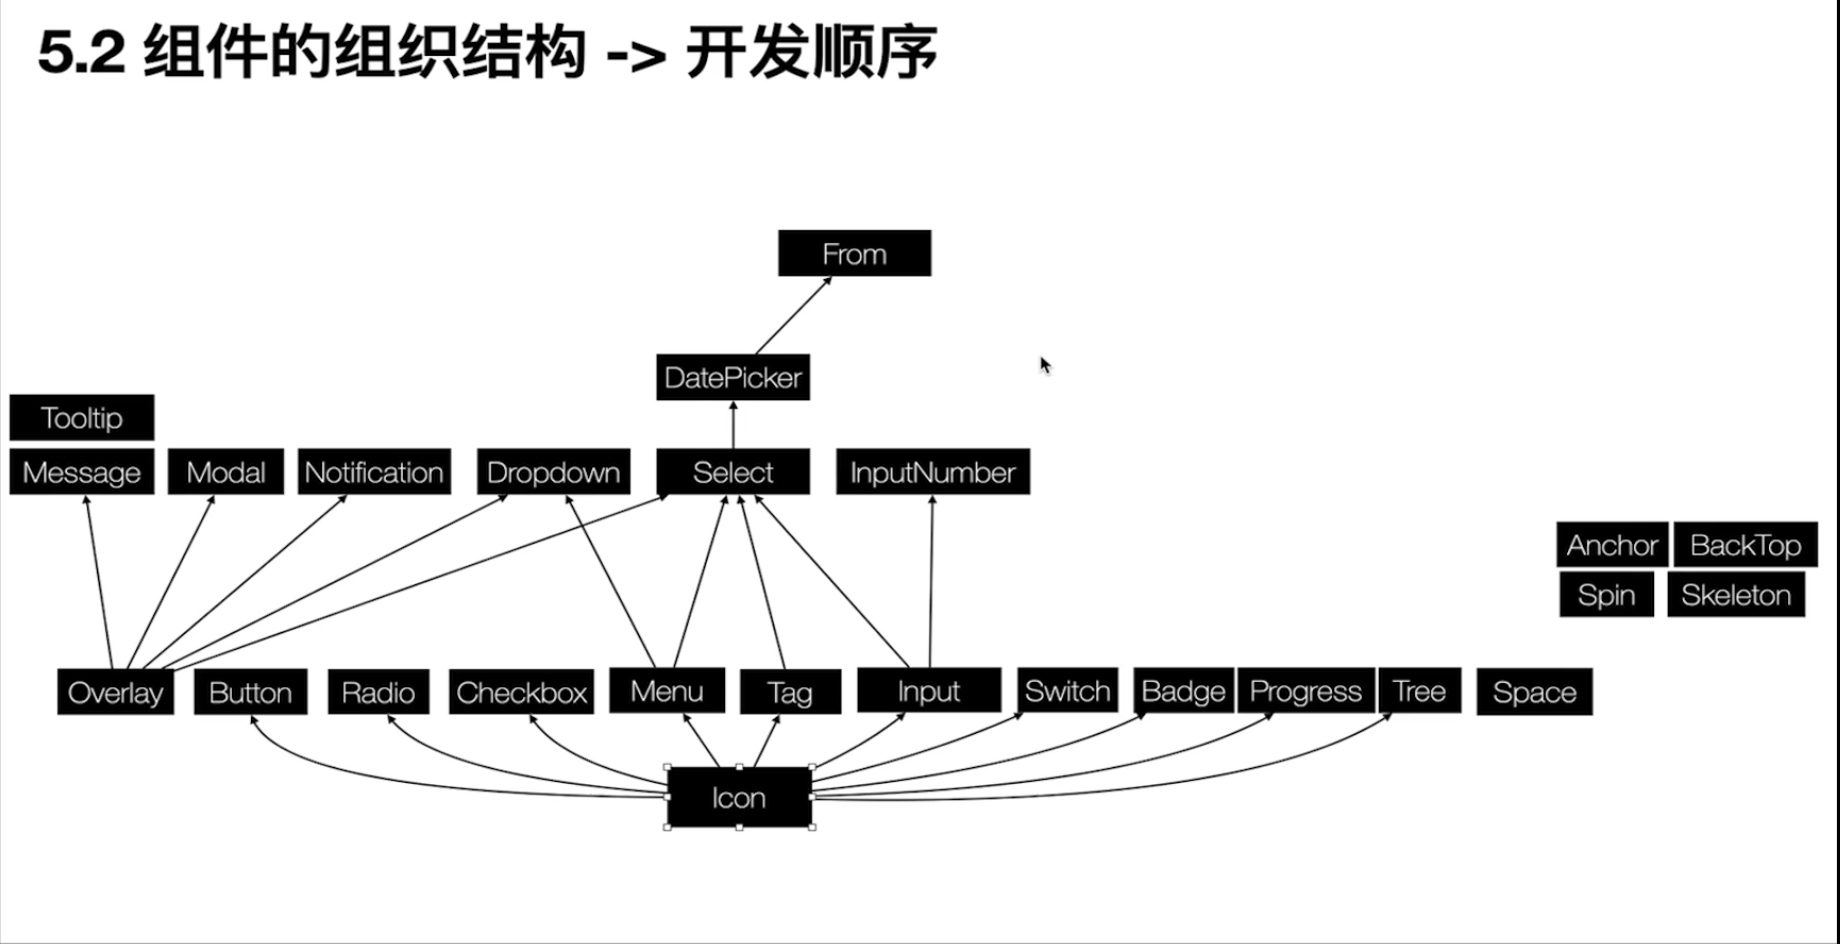 5.2 组件的组织结构 -> 开发顺序
From
DatePicker
Tooltip
Message Modal Notification Dropdown Select InputNumber
Anchor BackTop
Spin Skeleton
Overlay Button Radio Checkbox Menu Tag Input Switch Badge Progress Tree Space
Icon